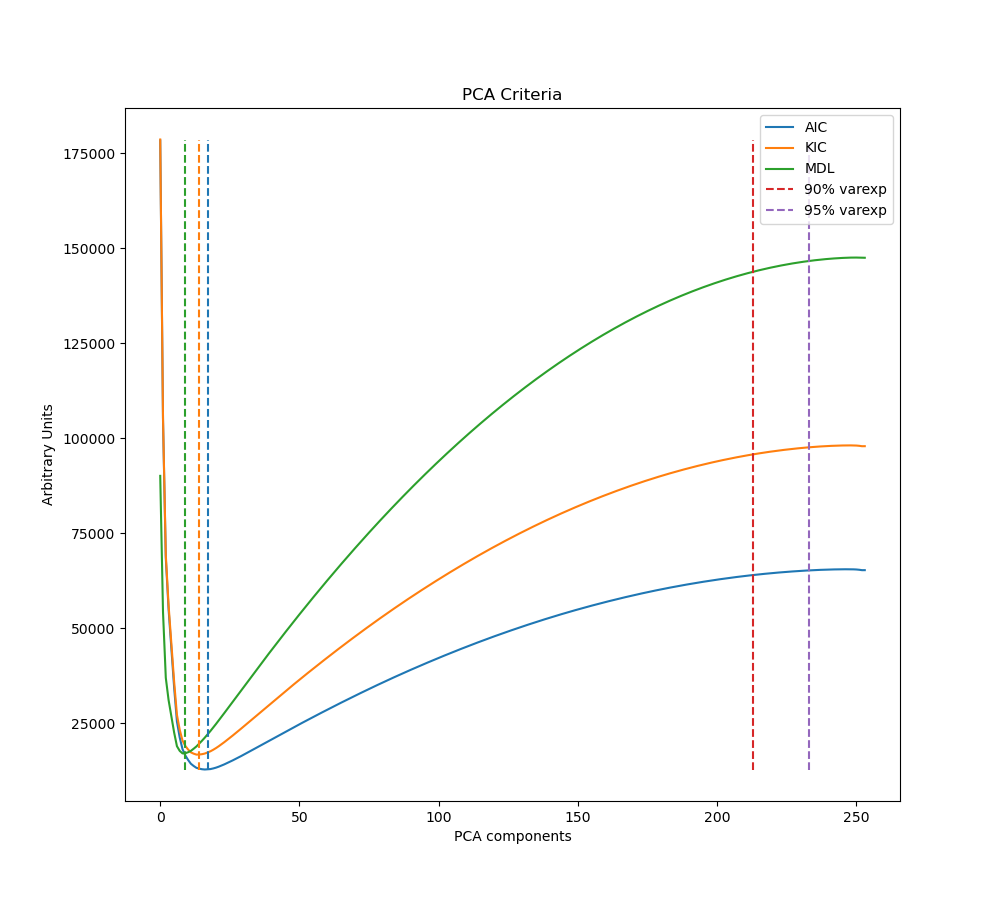 PCA Criteria
AIC
KIC
MDL
90% varexp
95% varexp
175000
150000
125000
100000
75000
50000
25000
Arbitrary Units
0 50 100 150 200 250
PCA components